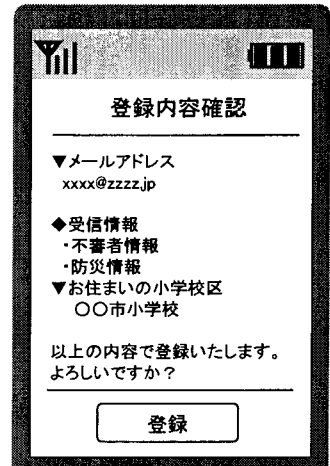 登録内容確認
▼メールアドレス
xxxx@zzzz.jp
◆受信情報
・不審者情報
・防災情報
▼お住まいの小学校区
〇〇市小学校
以上の内容で登録いたします。
よろしいですか？
登録